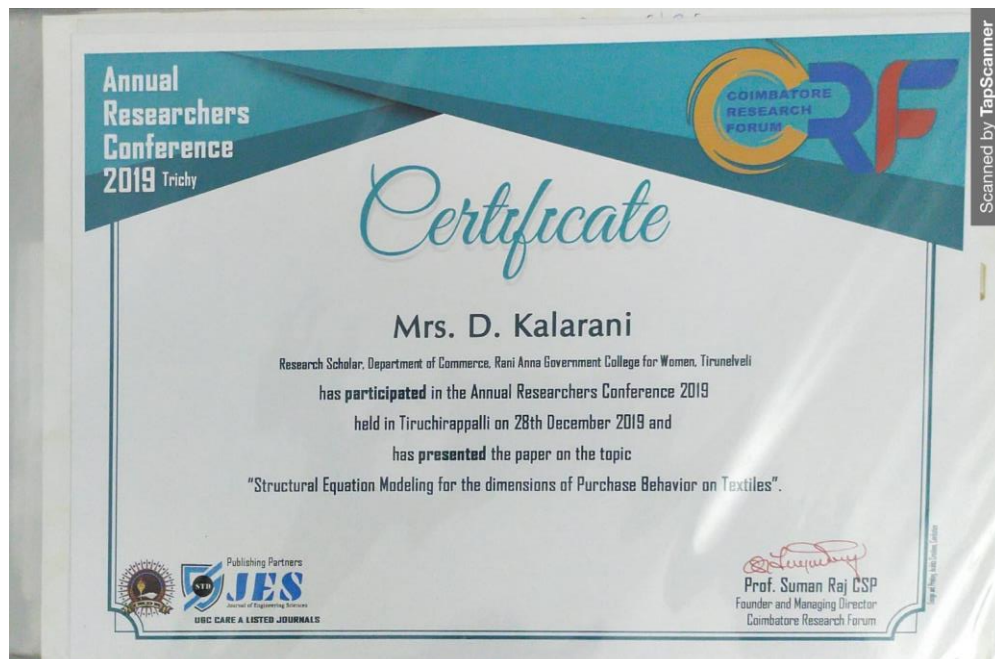 Annual
Researchers
Conference
2019 Trichy
COIMBATORE
RESEARCH
FORUM
CRF
Scanned by TapScanner
Certificate
Mrs. D. Kalarani
Research Scholar, Department of Commerce, Rani Anna Government College for Women, Tirunelveli
has participated in the Annual Researchers Conference 2019
held in Tiruchirappalli on 28th December 2019 and
has presented the paper on the topic
"Structural Equation Modeling for the dimensions of Purchase Behavior on Textiles".
Publishing Partners
STD
JES
Journal of Engineering Sciences
UGC CARE A LISTED JOURNALS
Prof. Suman Raj CSP
Founder and Managing Director
Coimbatore Research Forum